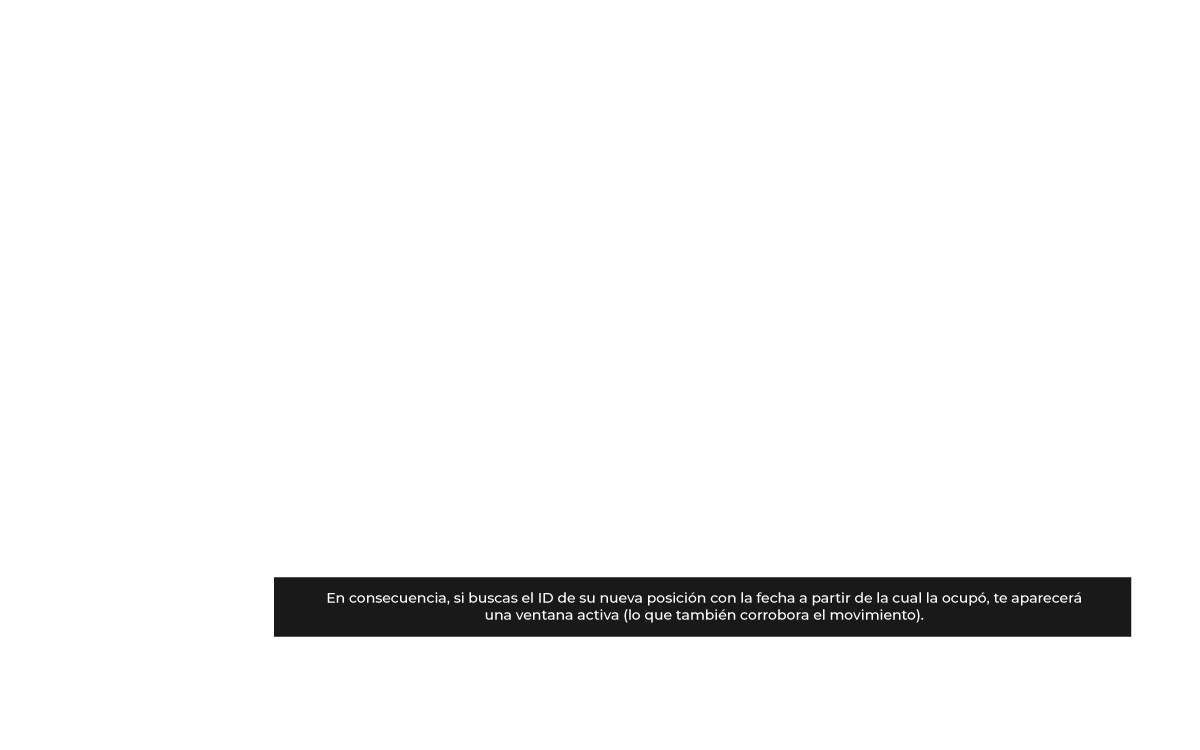 En consecuencia, si buscas el ID de su nueva posición con la fecha a partir de la cual la ocupó, te aparecerá
una ventana activa (lo que también corrobora el movimiento).